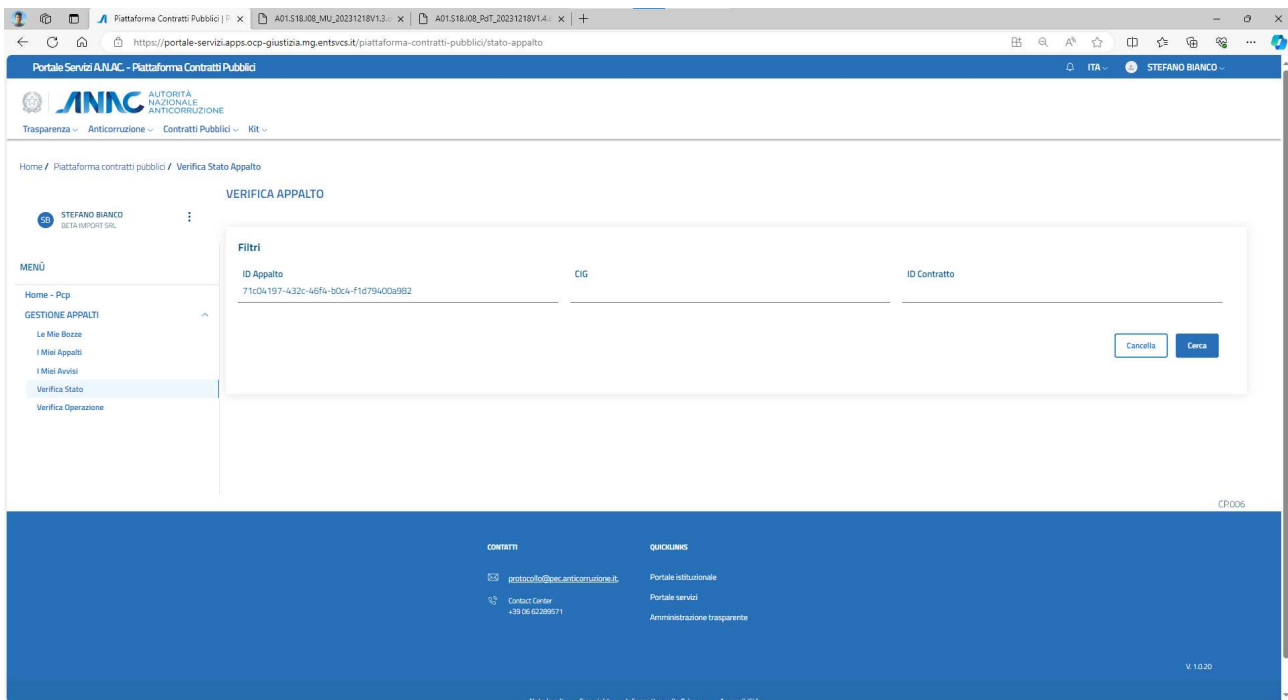 Piattaforma Contratti Pubblici | P
A01.S18.I08_MU_20231218V1.3.
A01.S18.I08_PdT_20231218V1.4.
https://portale-servizi.apps.ocp-giustizia.mg.entsvcs.it/piattaforma-contratti-pubblici/stato-appalto
Portale Servizi A.N.AC. - Piattaforma Contratti Pubblici
ITA
STEFANO BIANCO
ANAC
AUTORITÀ
NAZIONALE
ANTICORRUZIONE
Trasparenza Anticorruzione Contratti Pubblici Kit
Home / Piattaforma contratti pubblici / Verifica Stato Appalto
VERIFICA APPALTO
SB
STEFANO BIANCO
BETA IMPORT SRL
MENÙ
Home - Pcp
GESTIONE APPALTI
Le Mie Bozze
I Miei Appalti
I Miei Avvisi
Verifica Stato
Verifica Operazione
Filtri
ID Appalto CIG ID Contratto
71c04197-432c-46f4-b0c4-f1d79400a982
Cancella Cerca
CP.006
CONTATTI
protocollo@pec.anticorruzione.it,
Contact Center
+39 06 62289571
QUICKLINKS
Portale istituzionale
Portale servizi
Amministrazione trasparente
V. 1.0.20